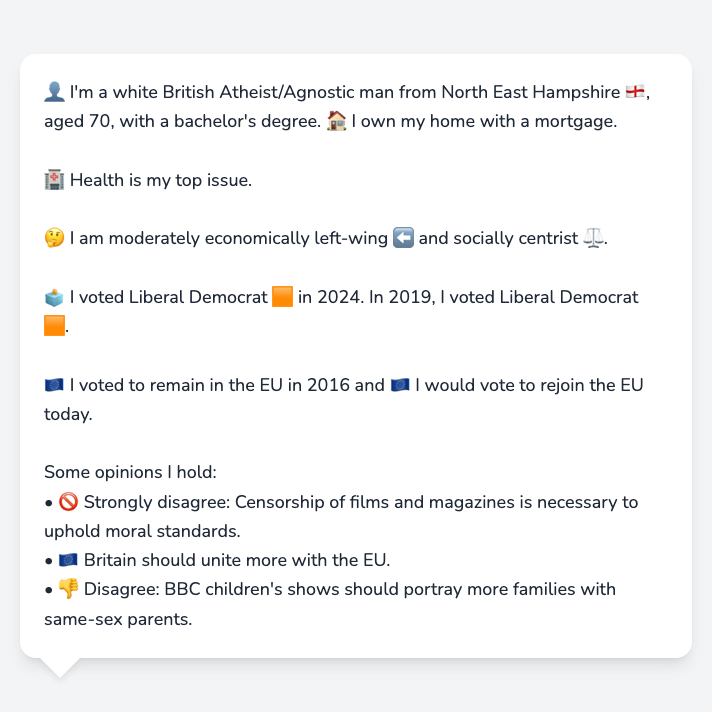 👤 I'm a white British Atheist/Agnostic man from North East Hampshire 🏴󠁧󠁢󠁥󠁮󠁧󠁿,
aged 70, with a bachelor's degree. 🏠 I own my home with a mortgage.
🏥 Health is my top issue.
🤔 I am moderately economically left-wing ⬅️ and socially centrist ⚖️.
🗳️ I voted Liberal Democrat 🟧 in 2024. In 2019, I voted Liberal Democrat
🟧.
🇪🇺 I voted to remain in the EU in 2016 and 🇪🇺 I would vote to rejoin the EU
today.
Some opinions I hold:
• 🚫 Strongly disagree: Censorship of films and magazines is necessary to
uphold moral standards.
• 🇪🇺 Britain should unite more with the EU.
• 👎 Disagree: BBC children's shows should portray more families with
same-sex parents.